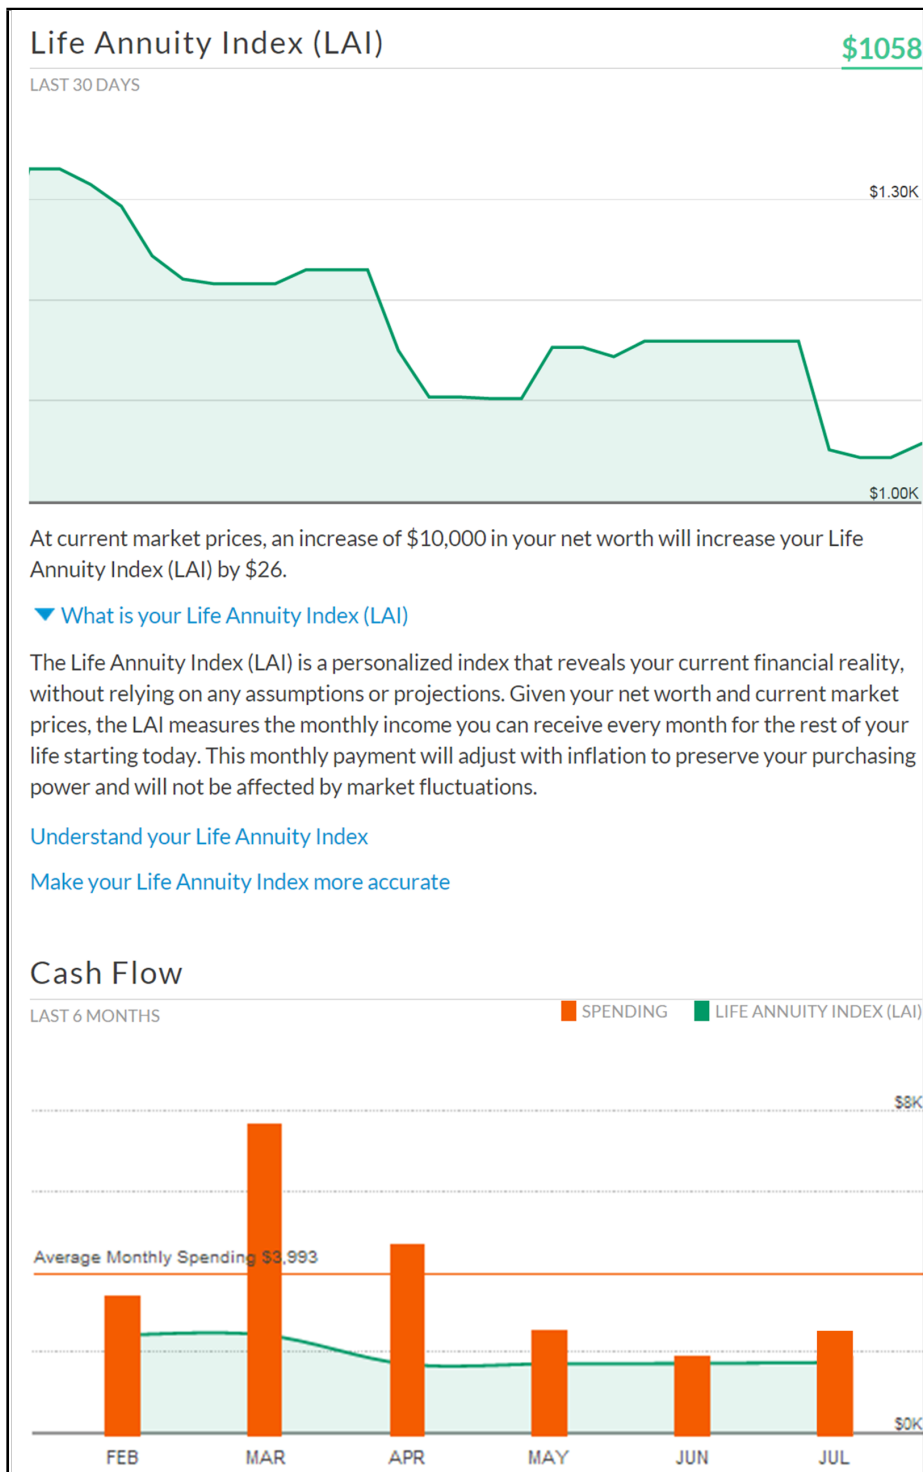 Life Annuity Index (LAI)
$1058
LAST 30 DAYS
$1.30K
$1.00K
At current market prices, an increase of $10,000 in your net worth will increase your Life
Annuity Index (LAI) by $26.
What is your Life Annuity Index (LAI)
The Life Annuity Index (LAI) is a personalized index that reveals your current financial reality,
without relying on any assumptions or projections. Given your net worth and current market
prices, the LAI measures the monthly income you can receive every month for the rest of your
life starting today. This monthly payment will adjust with inflation to preserve your purchasing
power and will not be affected by market fluctuations.
Understand your Life Annuity Index
Make your Life Annuity Index more accurate
Cash Flow
LAST 6 MONTHS
SPENDING
LIFE ANNUITY INDEX (LAI)
$8K
Average Monthly Spending $3,993
$0K
FEB MAR APR MAY JUN JUL